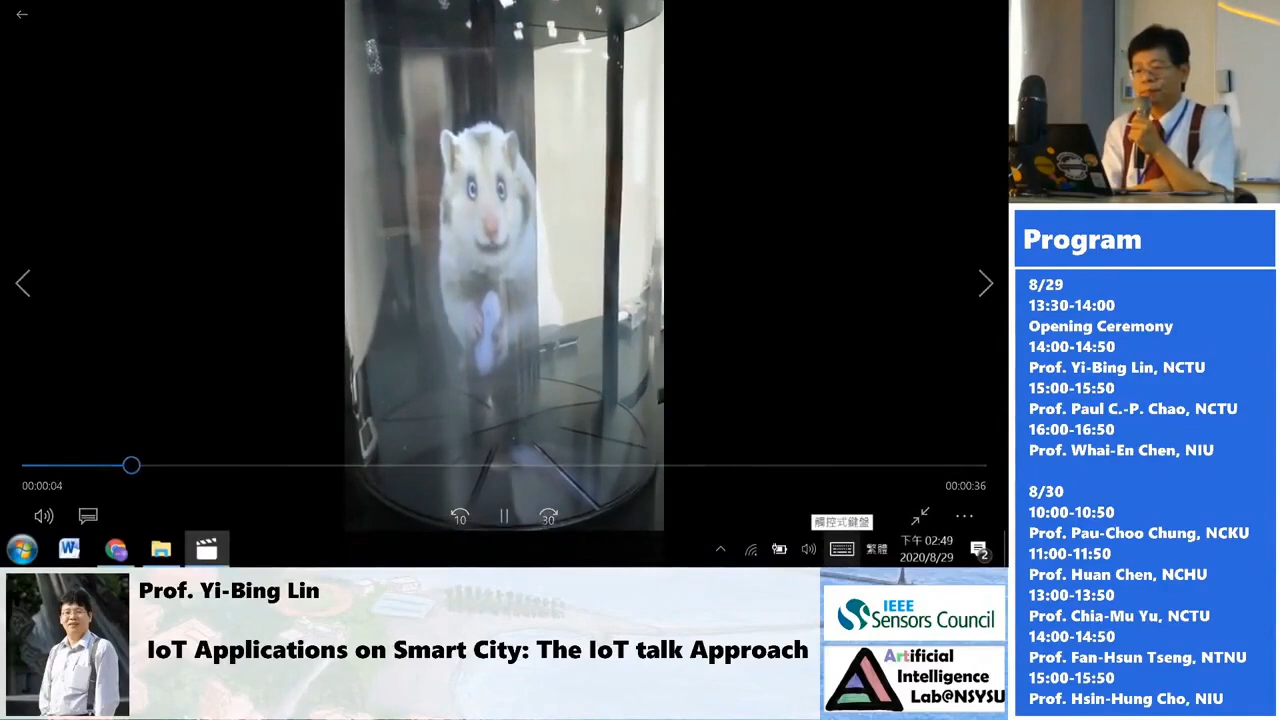 00:00:04
00:00:36
10
30
觸控式鍵盤
繁體
下午 02:49
2020/8/29
2
Prof. Yi-Bing Lin
IoT Applications on Smart City: The IoT talk Approach
IEEE
Sensors Council
Artificial
Intelligence
Lab@NSYSU
Program
8/29
13:30-14:00
Opening Ceremony
14:00-14:50
Prof. Yi-Bing Lin, NCTU
15:00-15:50
Prof. Paul C.-P. Chao, NCTU
16:00-16:50
Prof. Whai-En Chen, NIU
8/30
10:00-10:50
Prof. Pau-Choo Chung, NCKU
11:00-11:50
Prof. Huan Chen, NCHU
13:00-13:50
Prof. Chia-Mu Yu, NCTU
14:00-14:50
Prof. Fan-Hsun Tseng, NTNU
15:00-15:50
Prof. Hsin-Hung Cho, NIU